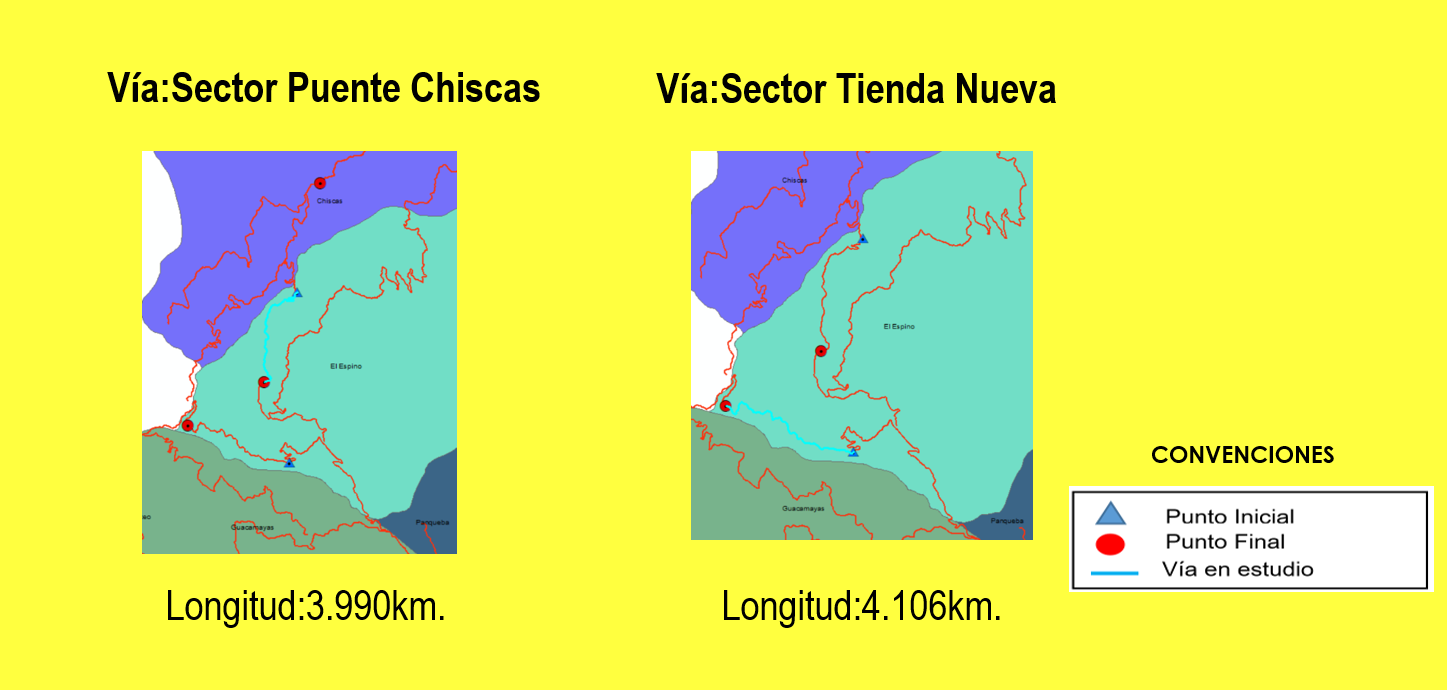 Vía:Sector Puente Chiscas
Vía:Sector Tienda Nueva
Chiscas
El Espino
eo
Guacamayas
Panqueba
Chiscas
El Espino
Guacamayas
Panqueba
CONVENCIONES
Punto Inicial
Punto Final
Vía en estudio
Longitud:3.990km.
Longitud:4.106km.